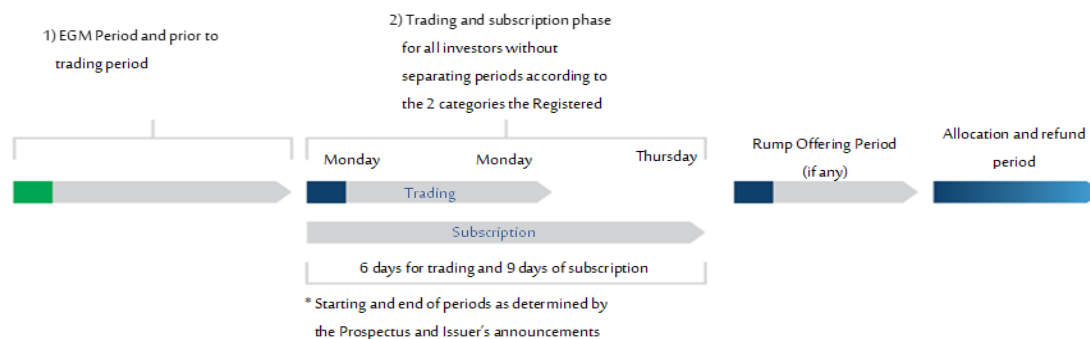 1) EGM Period and prior to
trading period
2) Trading and subscription phase
for all investors without
separating periods according to
the 2 categories the Registered
Monday
Monday
Thursday
Trading
Subscription
6 days for trading and 9 days of subscription
* Starting and end of periods as determined by
the Prospectus and Issuer's announcements
Rump Offering Period
(if any)
Allocation and refund
period